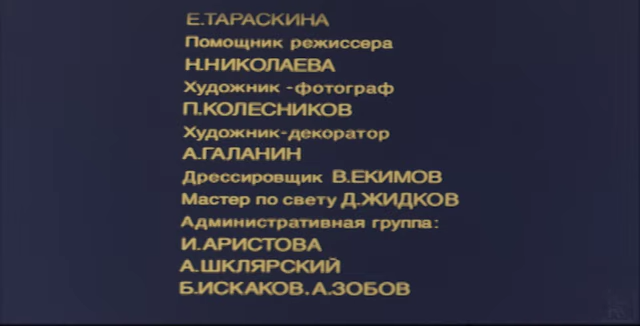 Е.ТАРАСКИНА
Помощник режиссера
Н.НИКОЛАЕВА
Художник -фотограф
П.КОЛЕСНИКОВ
Художник-декоратор
А.ГАЛАНИН
Дрессировщик В.ЕКИМОВ
Мастер по свету Д.ЖИДКОВ
Административная группа:
И.АРИСТОВА
А.ШКЛЯРСКИЙ
Б.ИСКАКОВ.А.ЗОБОВ